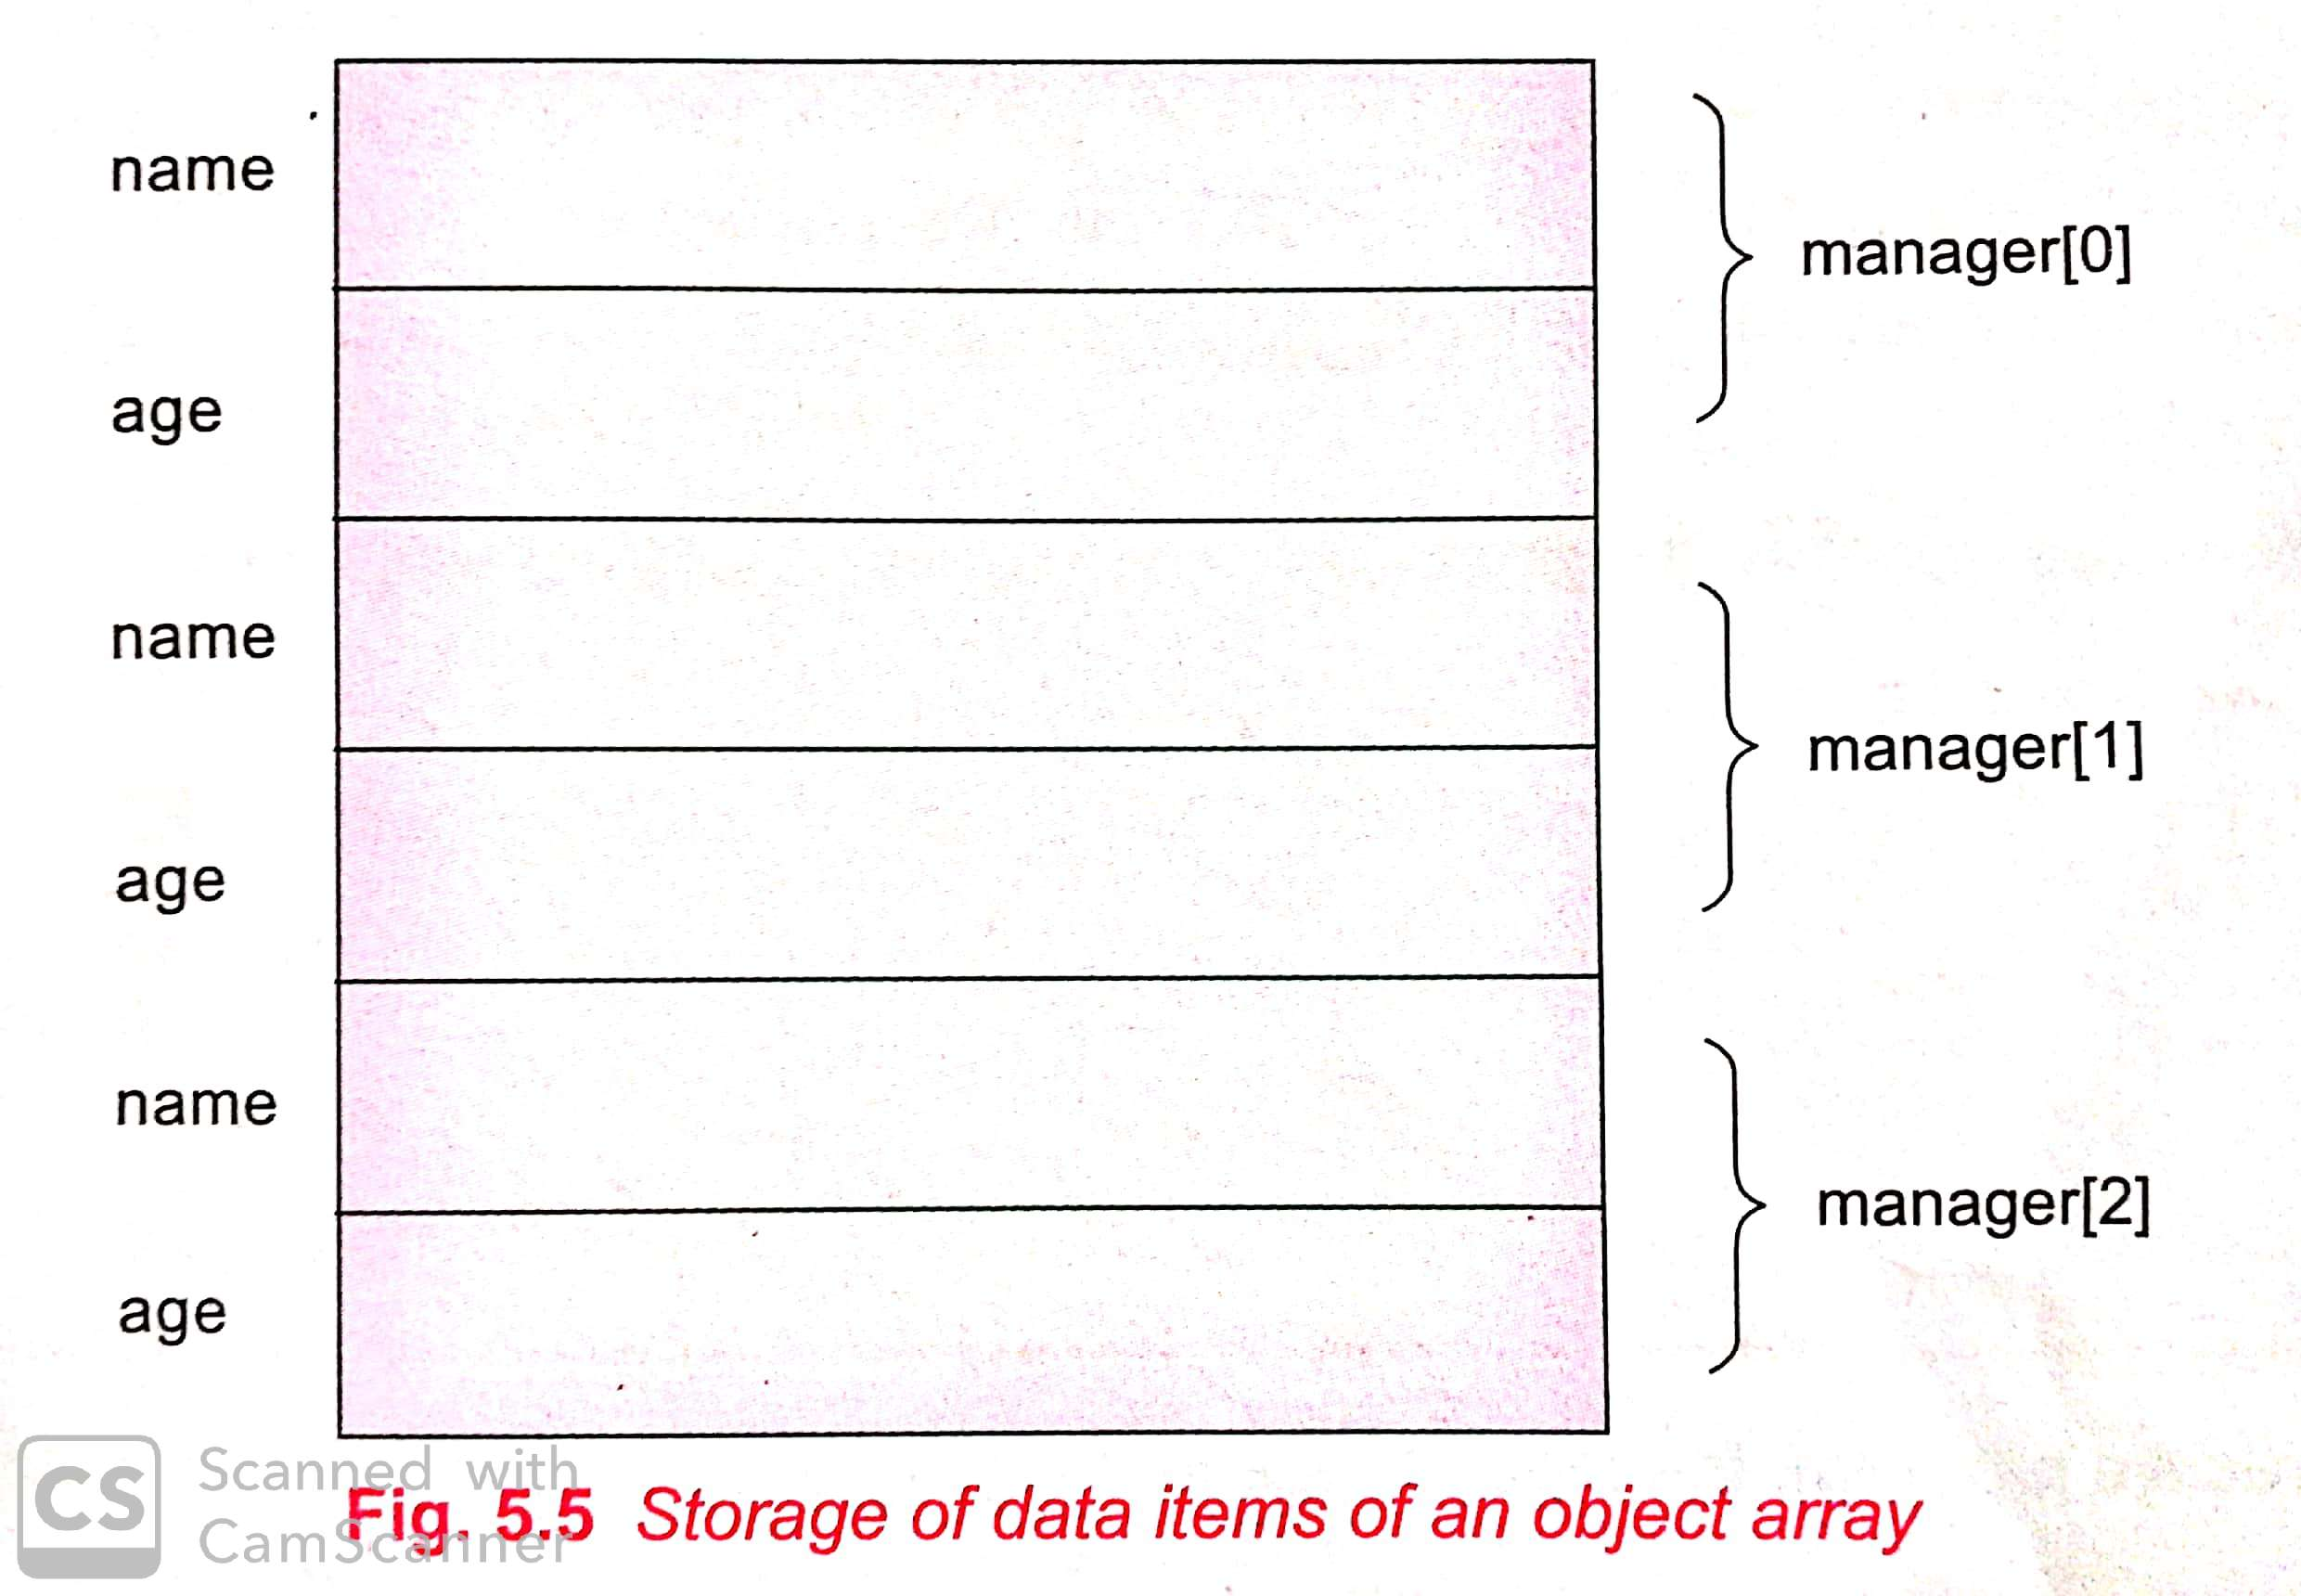 name
manager[0]
age
name
manager[1]
age
name
manager[2]
age
CS Scanned with
CamScanner
Fig. 5.5 Storage of data items of an object array